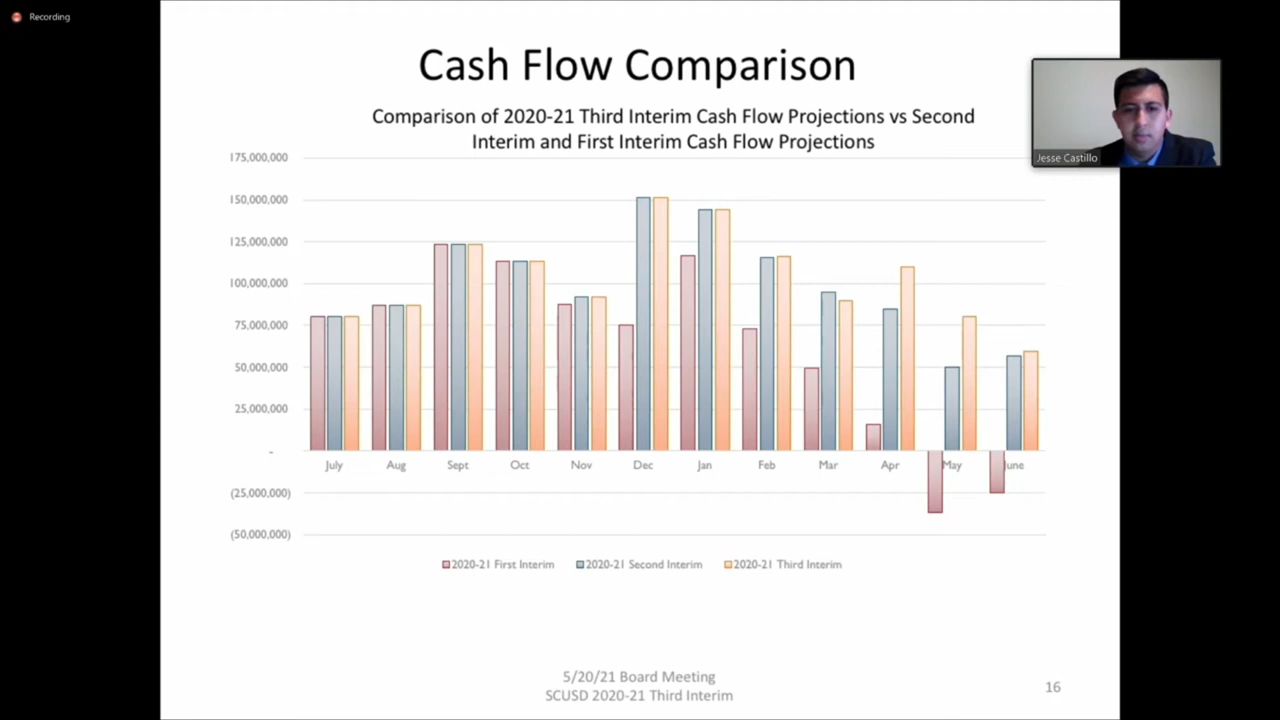 Recording
Cash Flow Comparison
Comparison of 2020-21 Third Interim Cash Flow Projections vs Second
Interim and First Interim Cash Flow Projections
Jesse Castillo
175,000,000
150,000,000
125,000,000
100,000,000
75,000,000
50,000,000
25,000,000
-
July Aug Sept Oct Nov Dec Jan Feb Mar Apr May June
(25,000,000)
(50,000,000)
2020-21 First Interim 2020-21 Second Interim 2020-21 Third Interim
5/20/21 Board Meeting
SCUSD 2020-21 Third Interim
16